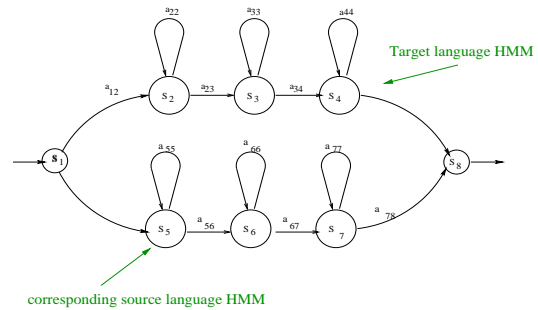 a22 a33 a44
Target language HMM
a12 s2 a23 s3 a34 s4
s1 s8
a55 a66 a77
s5 a56 s6 a67 s7 a78
corresponding source language HMM